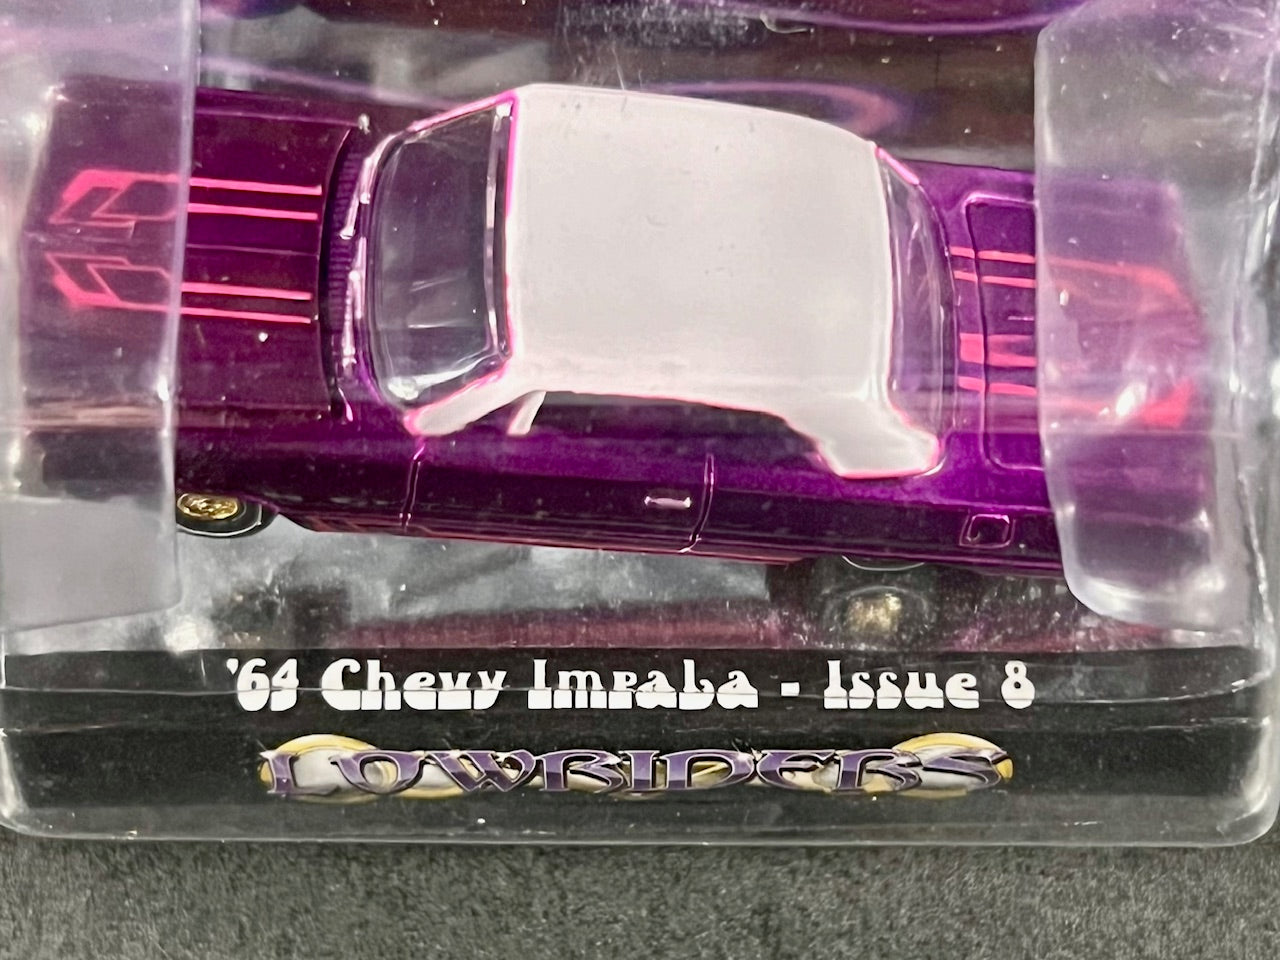 '64 Chevy Impala - Issue 8
LOWRIDERS